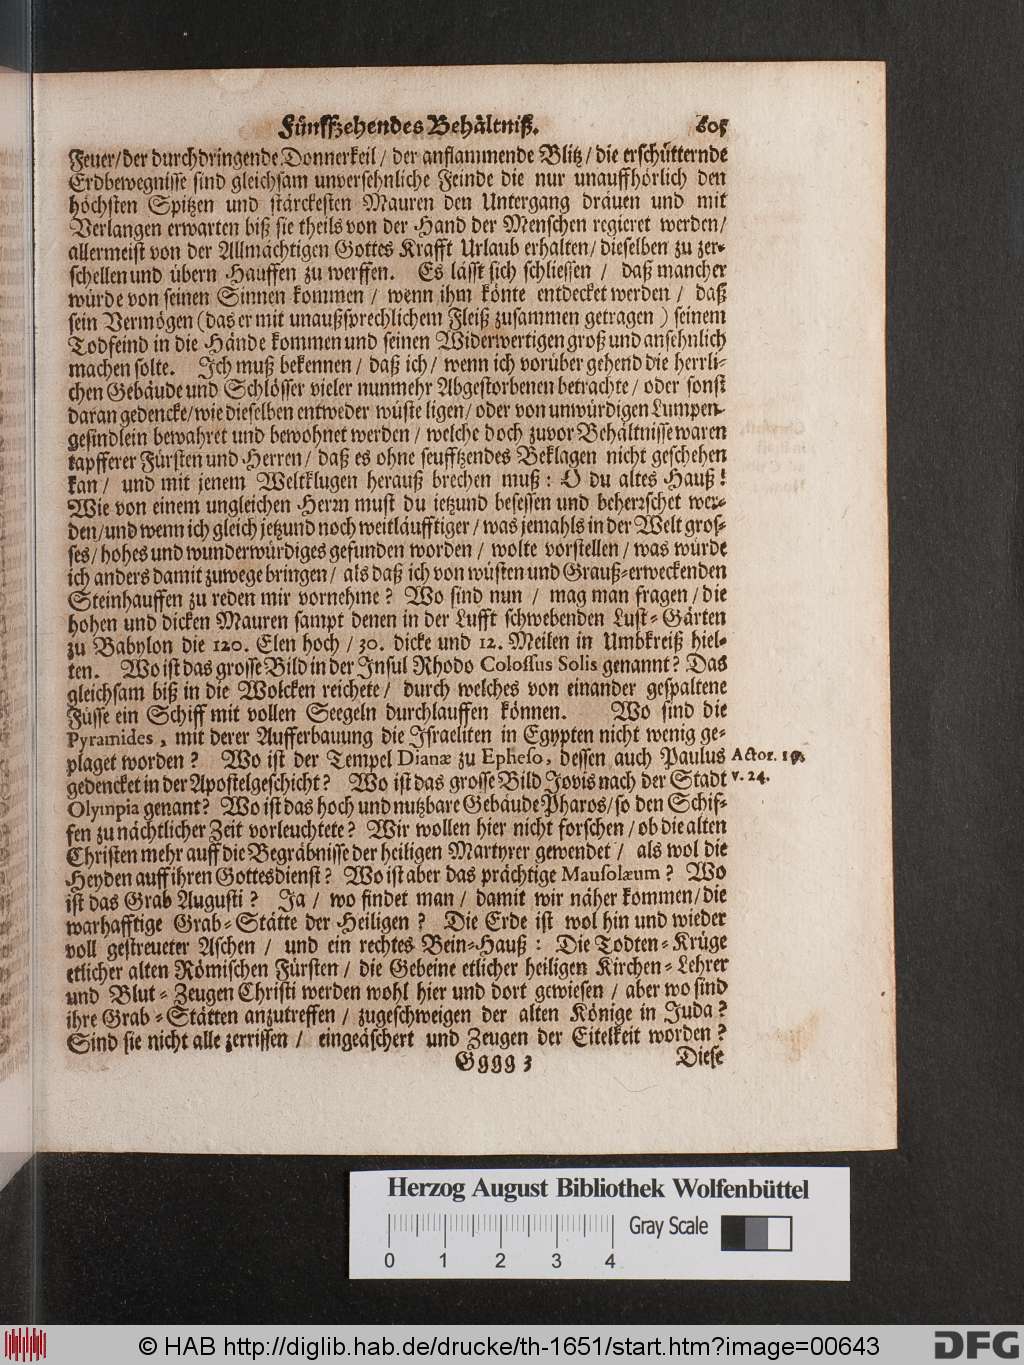 Fünffzehendes Behältniß. 605
Feuer/der durchdringende Donnerkeil/ der anflammende Blitz/die erschütternde
Erdbewegnisse sind gleichsam unversehnliche Feinde die nur unauffhörlich den
höchsten Spitzen und stärckesten Mauren den Untergang dräuen und mit
Verlangen erwarten biß sie theils von der Hand der Menschen regieret werden/
allermeist von der Allmächtigen Gottes Krafft Urlaub erhalten/dieselben zu zer-
schellen und übern Hauffen zu werffen. Es lässt sich schliessen / daß mancher
würde von seinen Sinnen kommen / wenn ihm könte entdecket werden / daß
sein Vermögen (das er mit unaußsprechlichem Fleiß zusammen getragen) seinem
Todfeind in die Hände kommen und seinen Widerwertigen groß und ansehnlich
machen solte. Ich muß bekennen / daß ich / wenn ich vorüber gehend die herrli-
chen Gebäude und Schlösser vieler nunmehr Abgestorbenen betrachte / oder sonst
daran gedencke/wie dieselben entweder wüste ligen/oder von unwürdigen Lumpen-
gesindlein bewahret und bewohnet werden / welche doch zuvor Behältnisse waren
tapfferer Fürsten und Herren / daß es ohne seufftzendes Beklagen nicht geschehen
kan / und mit jenem Weltklugen herauß brechen muß: O du altes Hauß!
Wie von einem ungleichen Herrn must du ietzund besessen und beherrschet wer-
den/und wenn ich gleich jetzund noch weitläufftiger/was jemahls in der Welt gros-
ses/hohes und wunderwürdiges gefunden worden / wolte vorstellen / was würde
ich anders damit zuwege bringen/ als daß ich von wüsten und Grauß-erweckenden
Steinhauffen zu reden mir vornehme? Wo sind nun / mag man fragen / die
hohen und dicken Mauren sampt denen in der Lufft schwebenden Lust-Gärten
zu Babylon die 120. Elen hoch / 30. dicke und 12. Meilen in Umbkreiß hiel-
ten. Wo ist das grosse Bild in der Insul Rhodo Colossus Solis genannt? Das
gleichsam biß in die Wolcken reichete/ durch welches von einander gespaltene
Füsse ein Schiff mit vollen Seegeln durchlauffen können. Wo sind die
Pyramides, mit derer Aufferbauung die Israeliten in Egypten nicht wenig ge-
plaget worden? Wo ist der Tempel Dianæ zu Epheso, dessen auch Paulus Actor. 19.
gedencket in der Apostelgeschicht? Wo ist das grosse Bild Jovis nach der Stadt v. 24.
Olympia genant? Wo ist das hoch und nutzbare Gebäude Pharos/so den Schif-
fen zu nächtlicher Zeit vorleuchtete? Wir wollen hier nicht forschen/ob die alten
Christen mehr auff die Begräbnisse der heiligen Martyrer gewendet / als wol die
Heyden auff ihren Gottesdienst? Wo ist aber das prächtige Mausolæum? Wo
ist das Grab Augusti? Ja / wo findet man / damit wir näher kommen/die
warhafftige Grab-Stätte der Heiligen? Die Erde ist wol hin und wieder
voll gestreueter Aschen / und ein rechtes Bein-Hauß: Die Todten-Krüge
etlicher alten Römischen Fürsten/ die Gebeine etlicher heiligen Kirchen-Lehrer
und Blut-Zeugen Christi werden wohl hier und dort gewiesen / aber wo sind
ihre Grab-Stätten anzutreffen / zugeschweigen der alten Könige in Juda?
Sind sie nicht alle zerrissen / eingeäschert und Zeugen der Eitelkeit worden?
Gggg 3 Diese
Herzog August Bibliothek Wolfenbüttel
Gray Scale
0 1 2 3 4
© HAB http://diglib.hab.de/drucke/th-1651/start.htm?image=00643
DFG